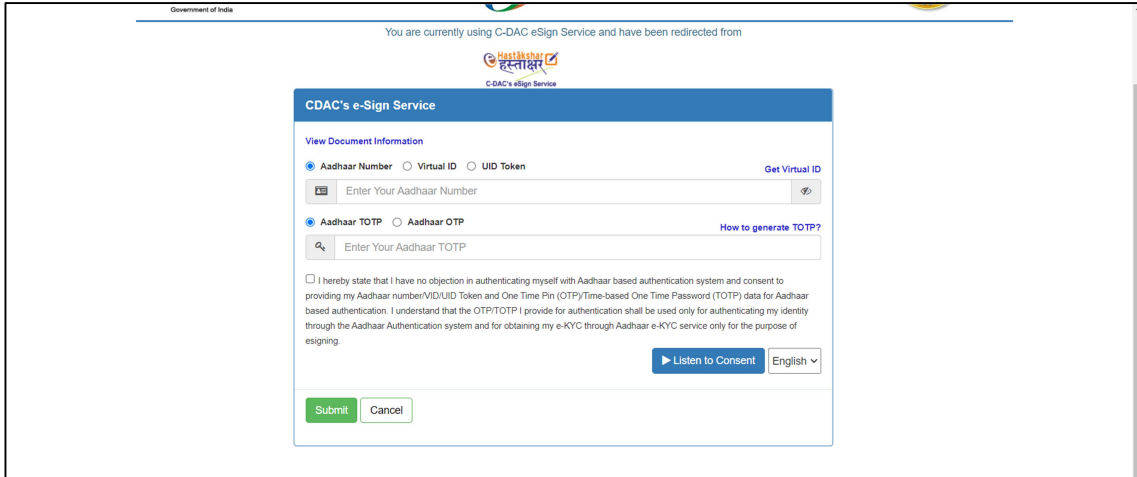 Government of India
You are currently using C-DAC eSign Service and have been redirected from
e Hastākshar
हस्ताक्षर
C-DAC's eSign Service
CDAC's e-Sign Service
View Document Information
Aadhaar Number Virtual ID UID Token Get Virtual ID
Enter Your Aadhaar Number
Aadhaar TOTP Aadhaar OTP How to generate TOTP?
Enter Your Aadhaar TOTP
I hereby state that I have no objection in authenticating myself with Aadhaar based authentication system and consent to
providing my Aadhaar number/VID/UID Token and One Time Pin (OTP)/Time-based One Time Password (TOTP) data for Aadhaar
based authentication. I understand that the OTP/TOTP I provide for authentication shall be used only for authenticating my identity
through the Aadhaar Authentication system and for obtaining my e-KYC through Aadhaar e-KYC service only for the purpose of
esigning.
Listen to Consent English
Submit Cancel